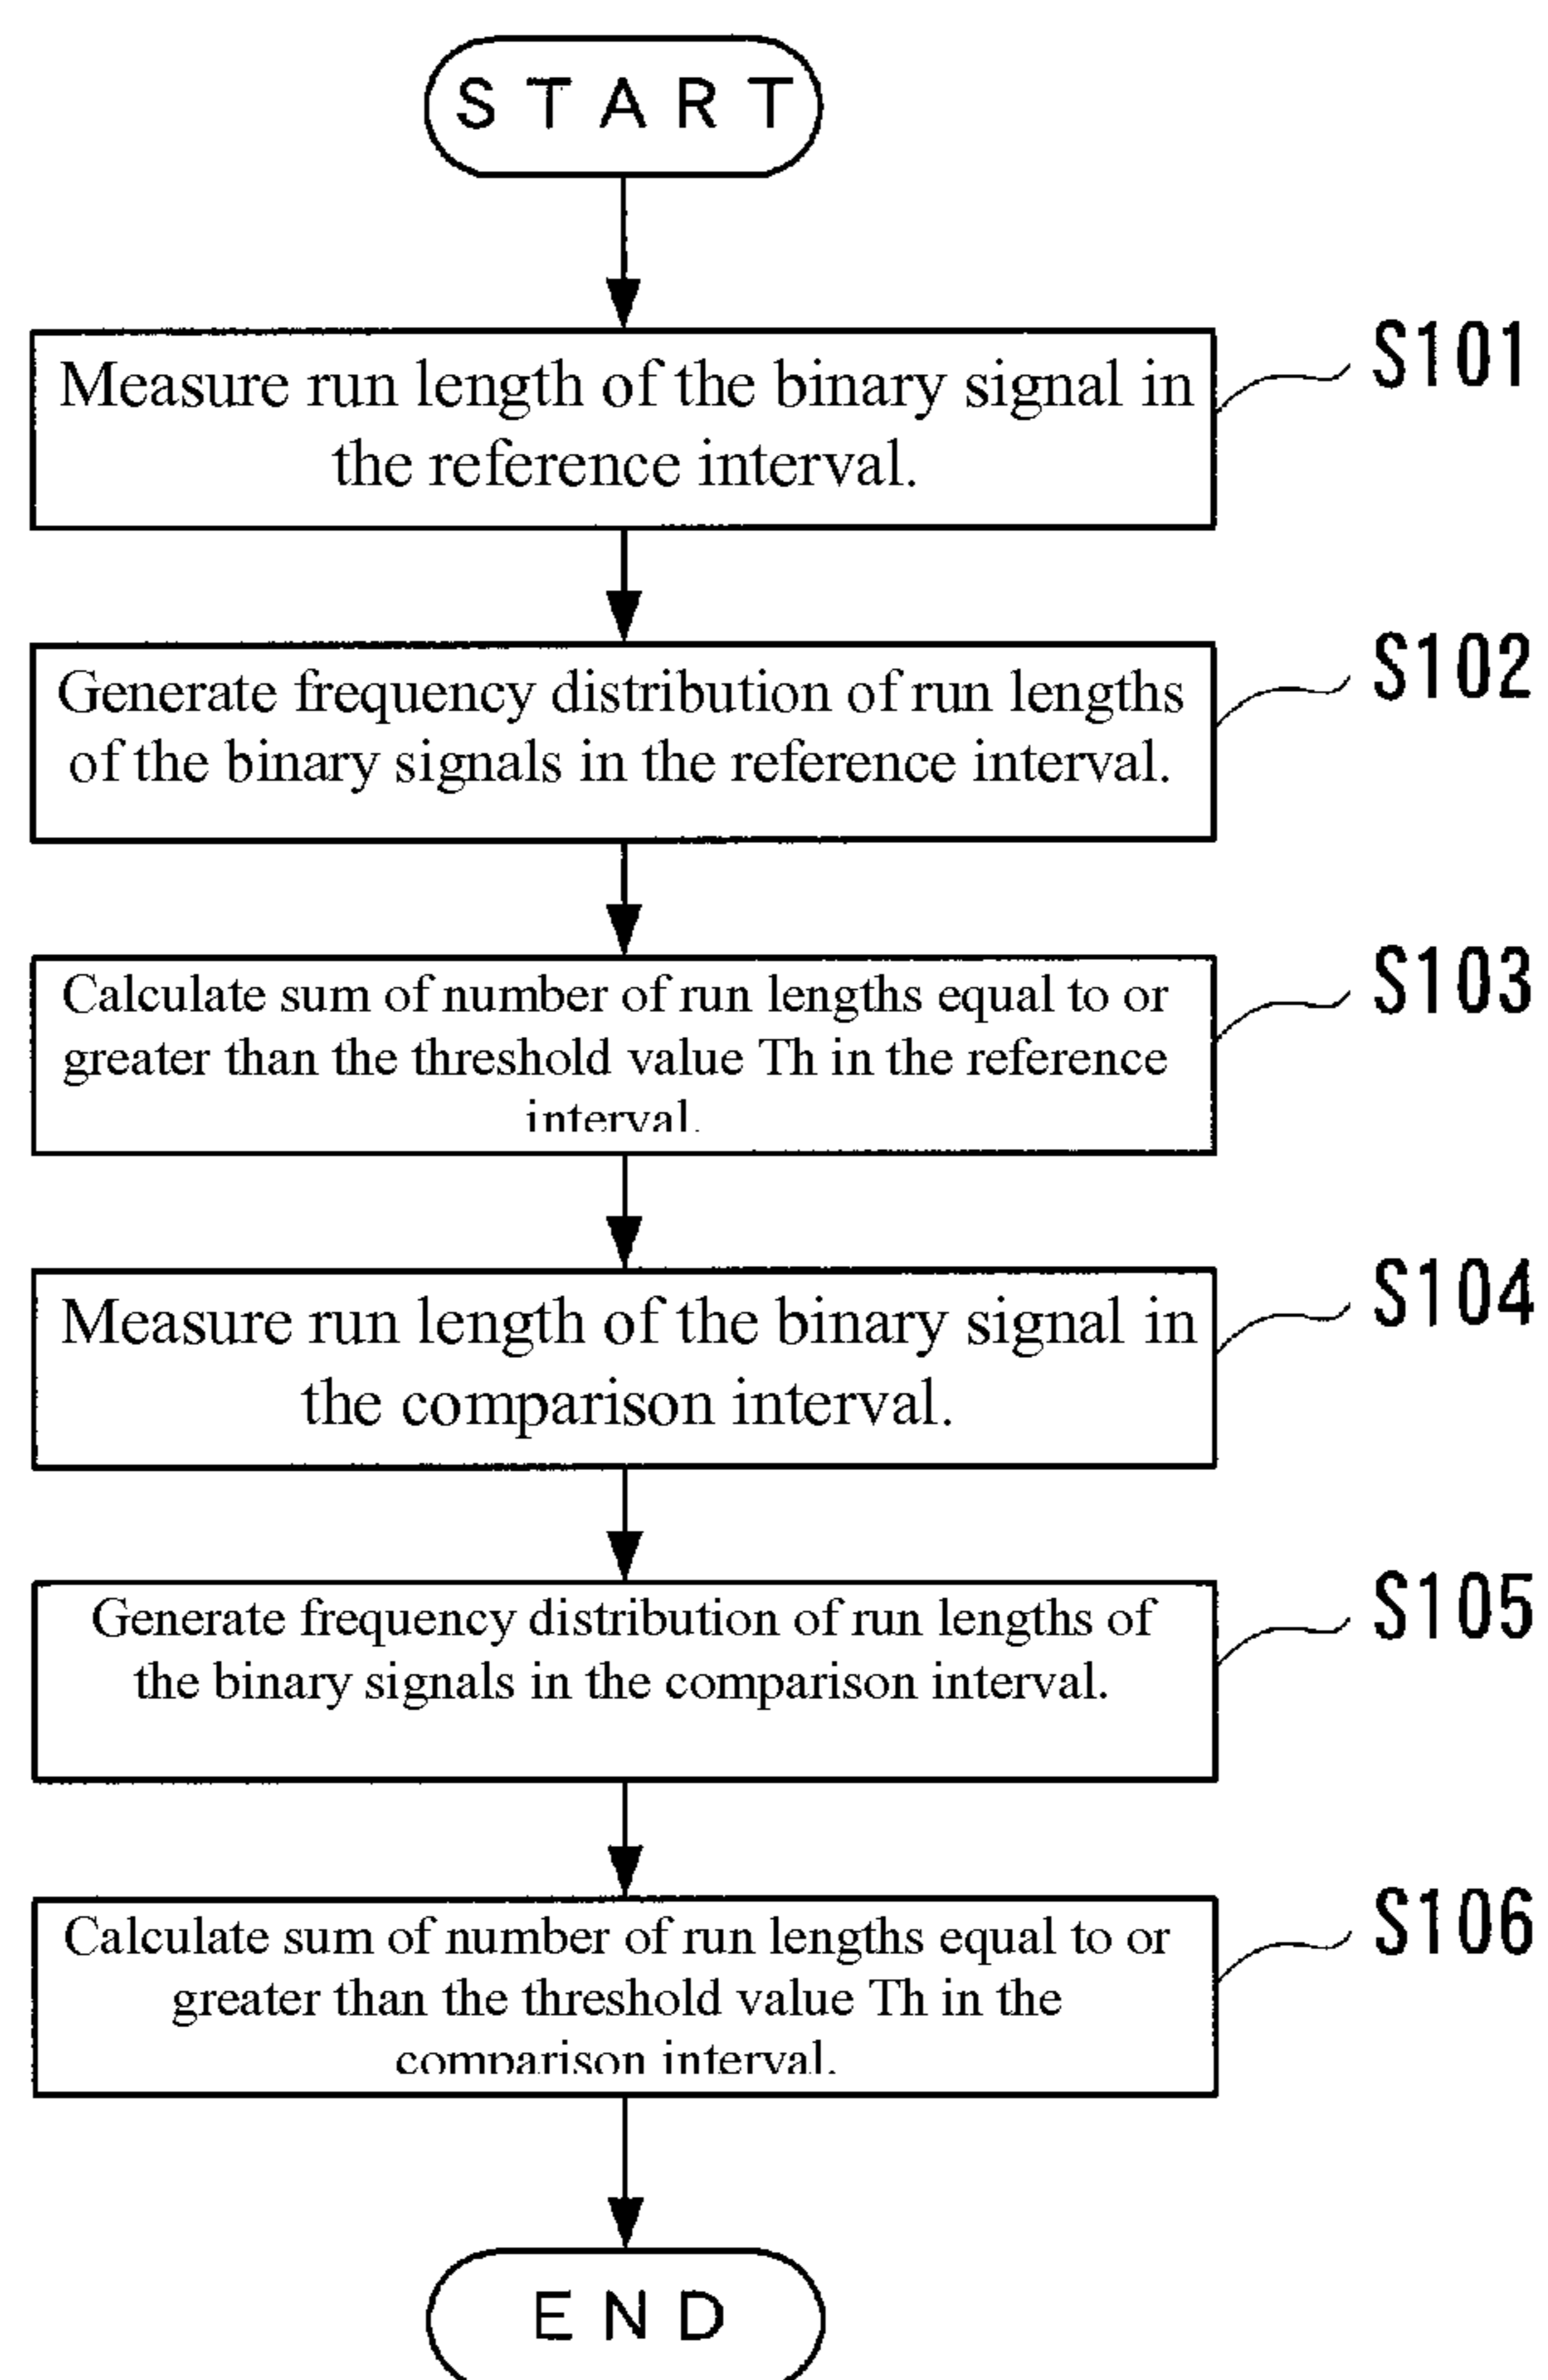 START
Measure run length of the binary signal in
the reference interval.
S101
Generate frequency distribution of run lengths
of the binary signals in the reference interval.
S102
Calculate sum of number of run lengths equal to or
greater than the threshold value Th in the reference
interval.
S103
Measure run length of the binary signal in
the comparison interval.
S104
Generate frequency distribution of run lengths of
the binary signals in the comparison interval.
S105
Calculate sum of number of run lengths equal to or
greater than the threshold value Th in the
comparison interval.
S106
END